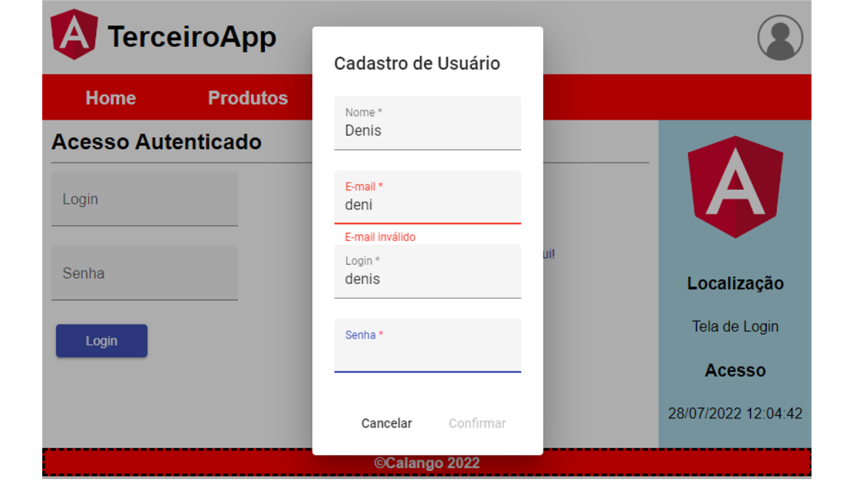 TerceiroApp
Home
Produtos
Acesso Autenticado
Login
Senha
Login
Cadastro de Usuário
Nome *
Denis
E-mail *
deni
E-mail inválido
Login *
denis
Senha *
Cancelar
Confirmar
ui!
Localização
Tela de Login
Acesso
28/07/2022 12:04:42
©Calango 2022